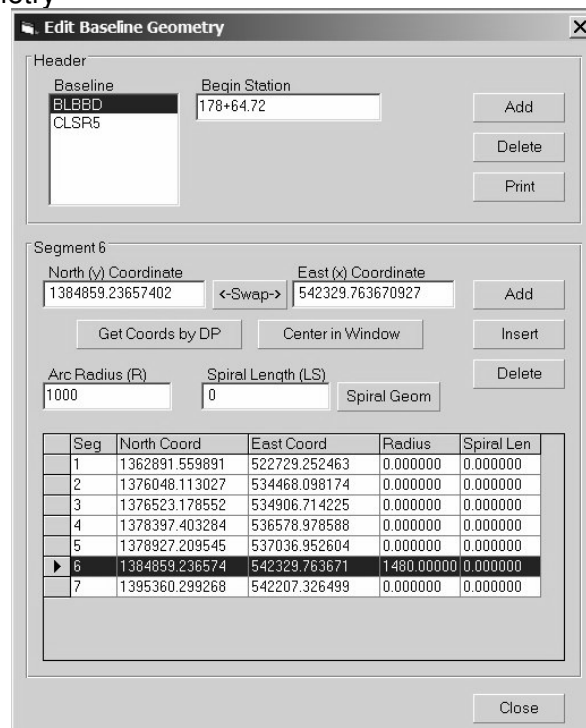 etry
Edit Baseline Geometry
Header
Baseline Begin Station
BLBBD 178+64.72 Add
CLSR5
Delete
Print
Segment 6
North (y) Coordinate East (x) Coordinate
1384859.23657402 <-Swap-> 542329.763670927 Add
Get Coords by DP Center in Window Insert
Arc Radius (R) Spiral Length (LS) Delete
1000 0 Spiral Geom
Seg North Coord East Coord Radius Spiral Len
1 1362891.559891 522729.252463 0.000000 0.000000
2 1376048.113027 534468.098174 0.000000 0.000000
3 1376523.178552 534906.714225 0.000000 0.000000
4 1378397.403284 536578.978588 0.000000 0.000000
5 1378927.209545 537036.952604 0.000000 0.000000
6 1384859.236574 542329.763671 1480.00000 0.000000
7 1395360.299268 542207.326499 0.000000 0.000000
Close